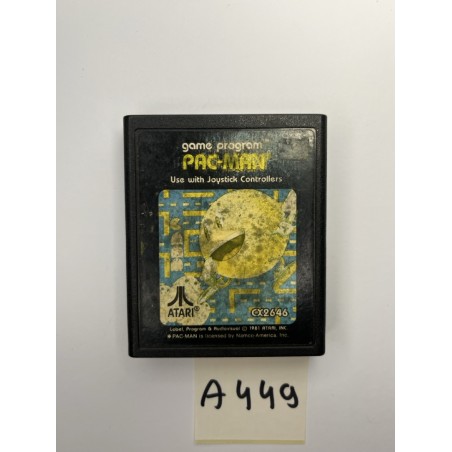 game program
PAC-MAN
Use with Joystick Controllers
ATARI®
CX2646
Label, Program & Audiovisual © 1981 ATARI, INC.
PAC-MAN is licensed by Namco-America, Inc.
A449